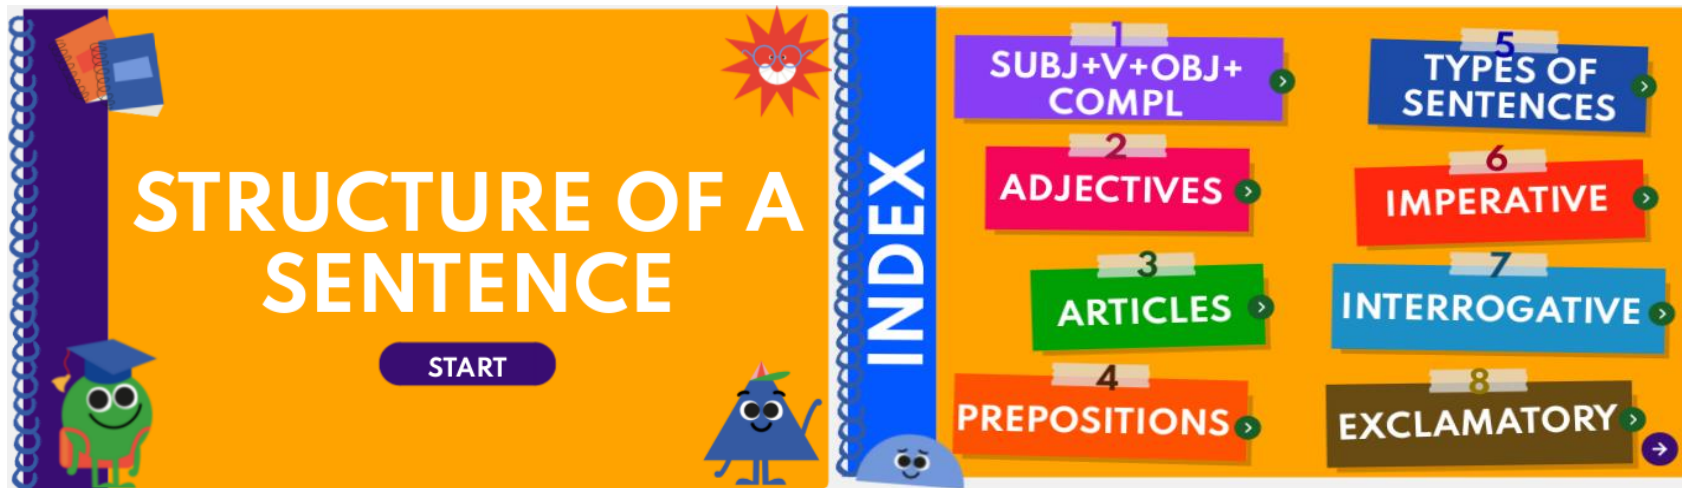 STRUCTURE OF A
SENTENCE
START
INDEX
1
SUBJ+V+OBJ+
COMPL
2
ADJECTIVES
3
ARTICLES
4
PREPOSITIONS
5
TYPES OF
SENTENCES
6
IMPERATIVE
7
INTERROGATIVE
8
EXCLAMATORY